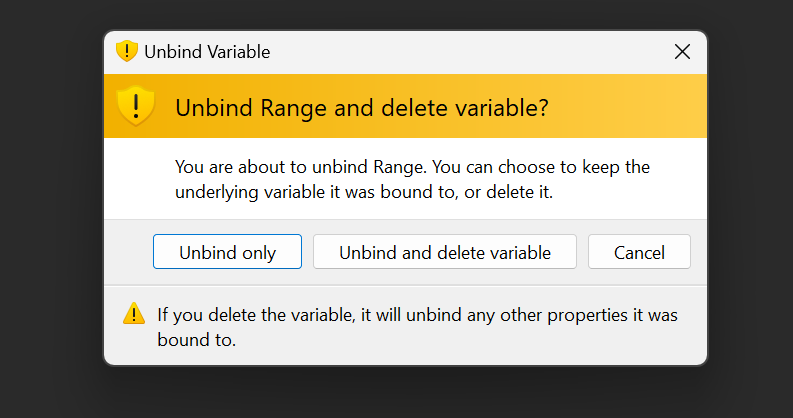 Unbind Variable
Unbind Range and delete variable?
You are about to unbind Range. You can choose to keep the
underlying variable it was bound to, or delete it.
Unbind only
Unbind and delete variable
Cancel
If you delete the variable, it will unbind any other properties it was
bound to.